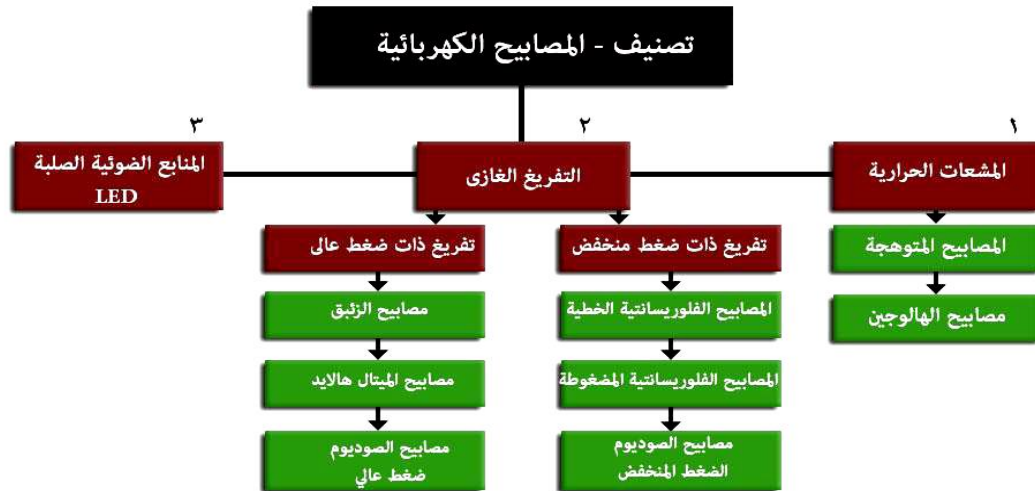 تصنيف - المصابيح الكهربائية
١
المشعات الحرارية
المصابيح المتوهجة
مصابيح الهالوجين
٢
التفريغ الغازى
تفريغ ذات ضغط منخفض
المصابيح الفلوريسانتية الخطية
المصابيح الفلوريسانتية المضغوطة
مصابيح الصوديوم
الضغط المنخفض
تفريغ ذات ضغط عالى
مصابيح الزئبق
مصابيح الميتال هالايد
مصابيح الصوديوم
ضغط عالي
٣
المنابع الضوئية الصلبة
LED